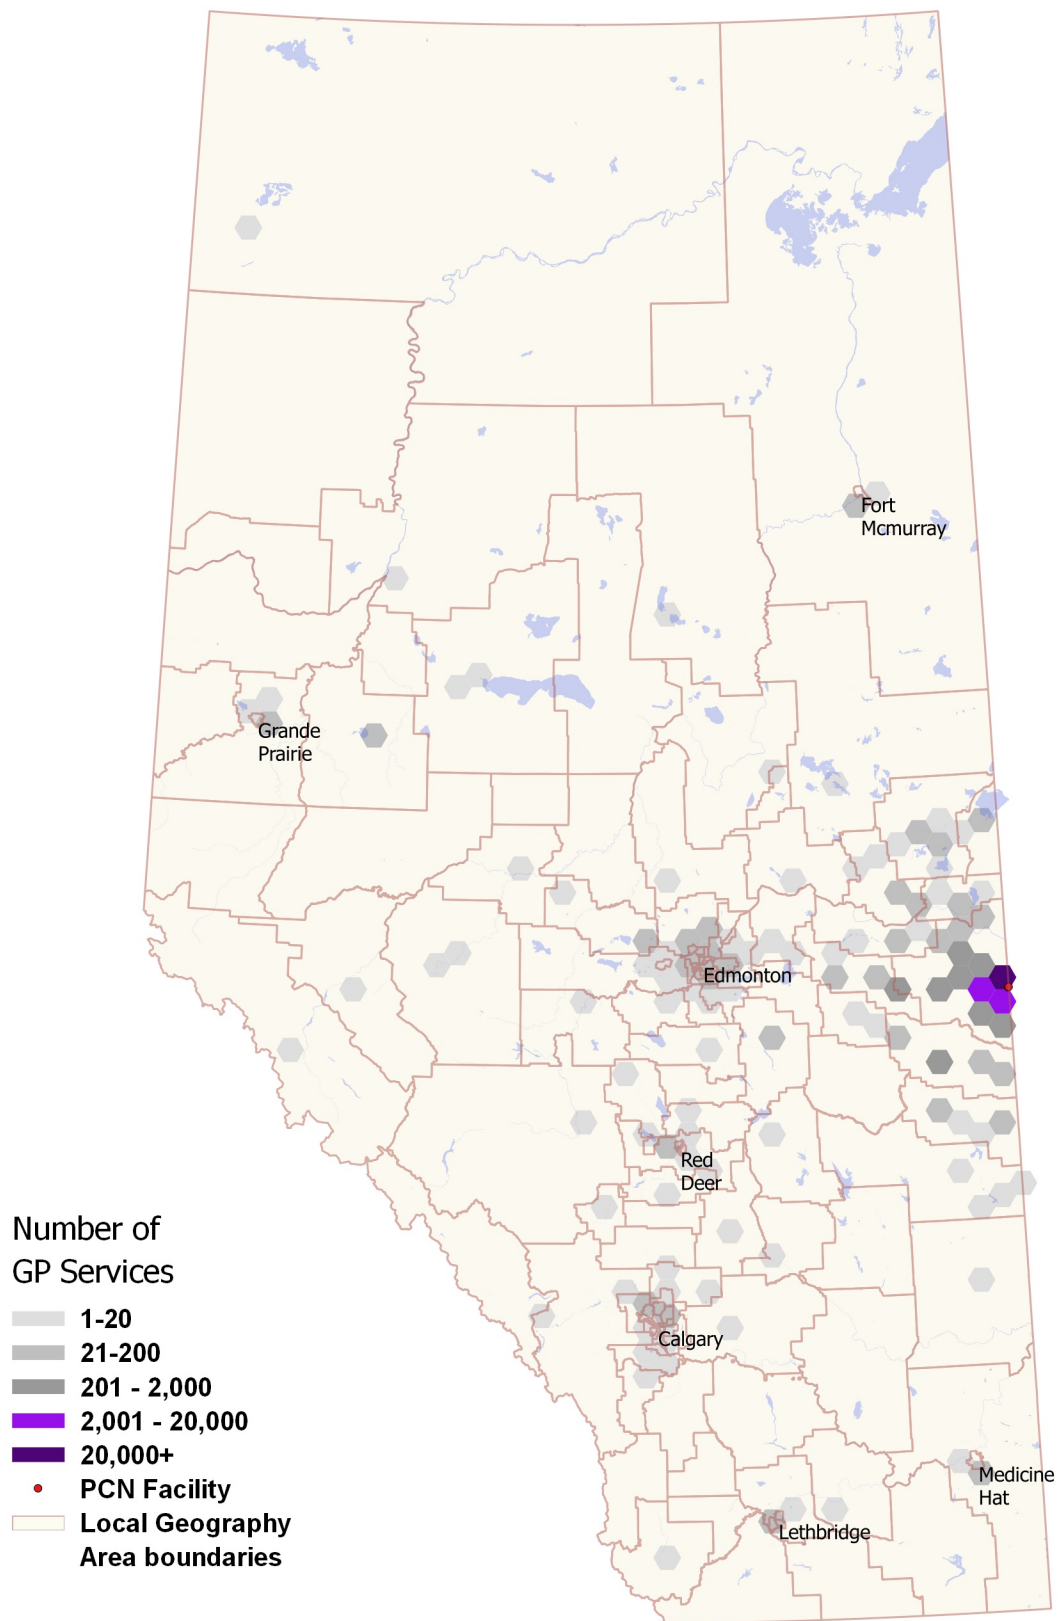 Fort
Mcmurray
Grande
Prairie
Edmonton
Red
Deer
Number of
GP Services
1-20
21-200
201 - 2,000
2,001 - 20,000
20,000+
PCN Facility
Local Geography
Area boundaries
Calgary
Medicine
Hat
Lethbridge